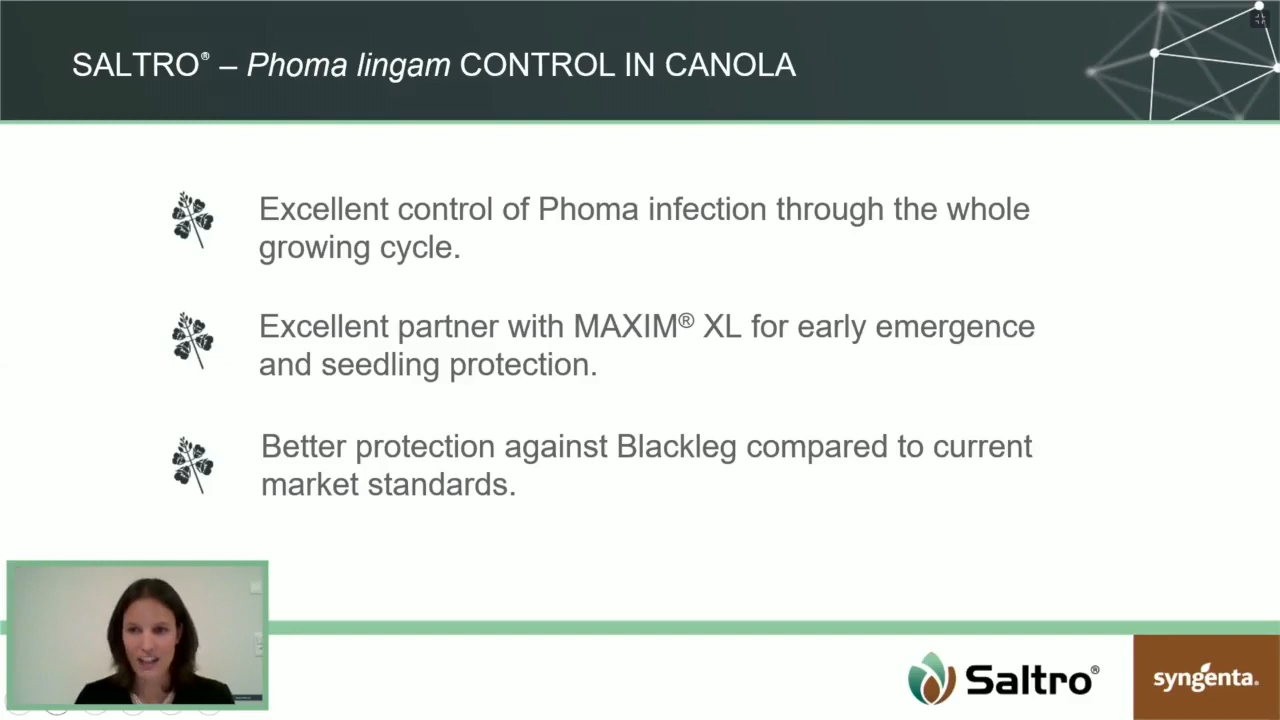 SALTRO® – Phoma lingam CONTROL IN CANOLA
Excellent control of Phoma infection through the whole
growing cycle.
Excellent partner with MAXIM® XL for early emergence
and seedling protection.
Better protection against Blackleg compared to current
market standards.
Saltro®
syngenta.